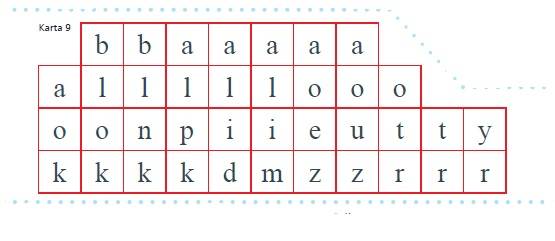 Karta 9
b b a a a a a
a l l l l l o o o
o o n p i i e u t t y
k k k k d m z z r r r